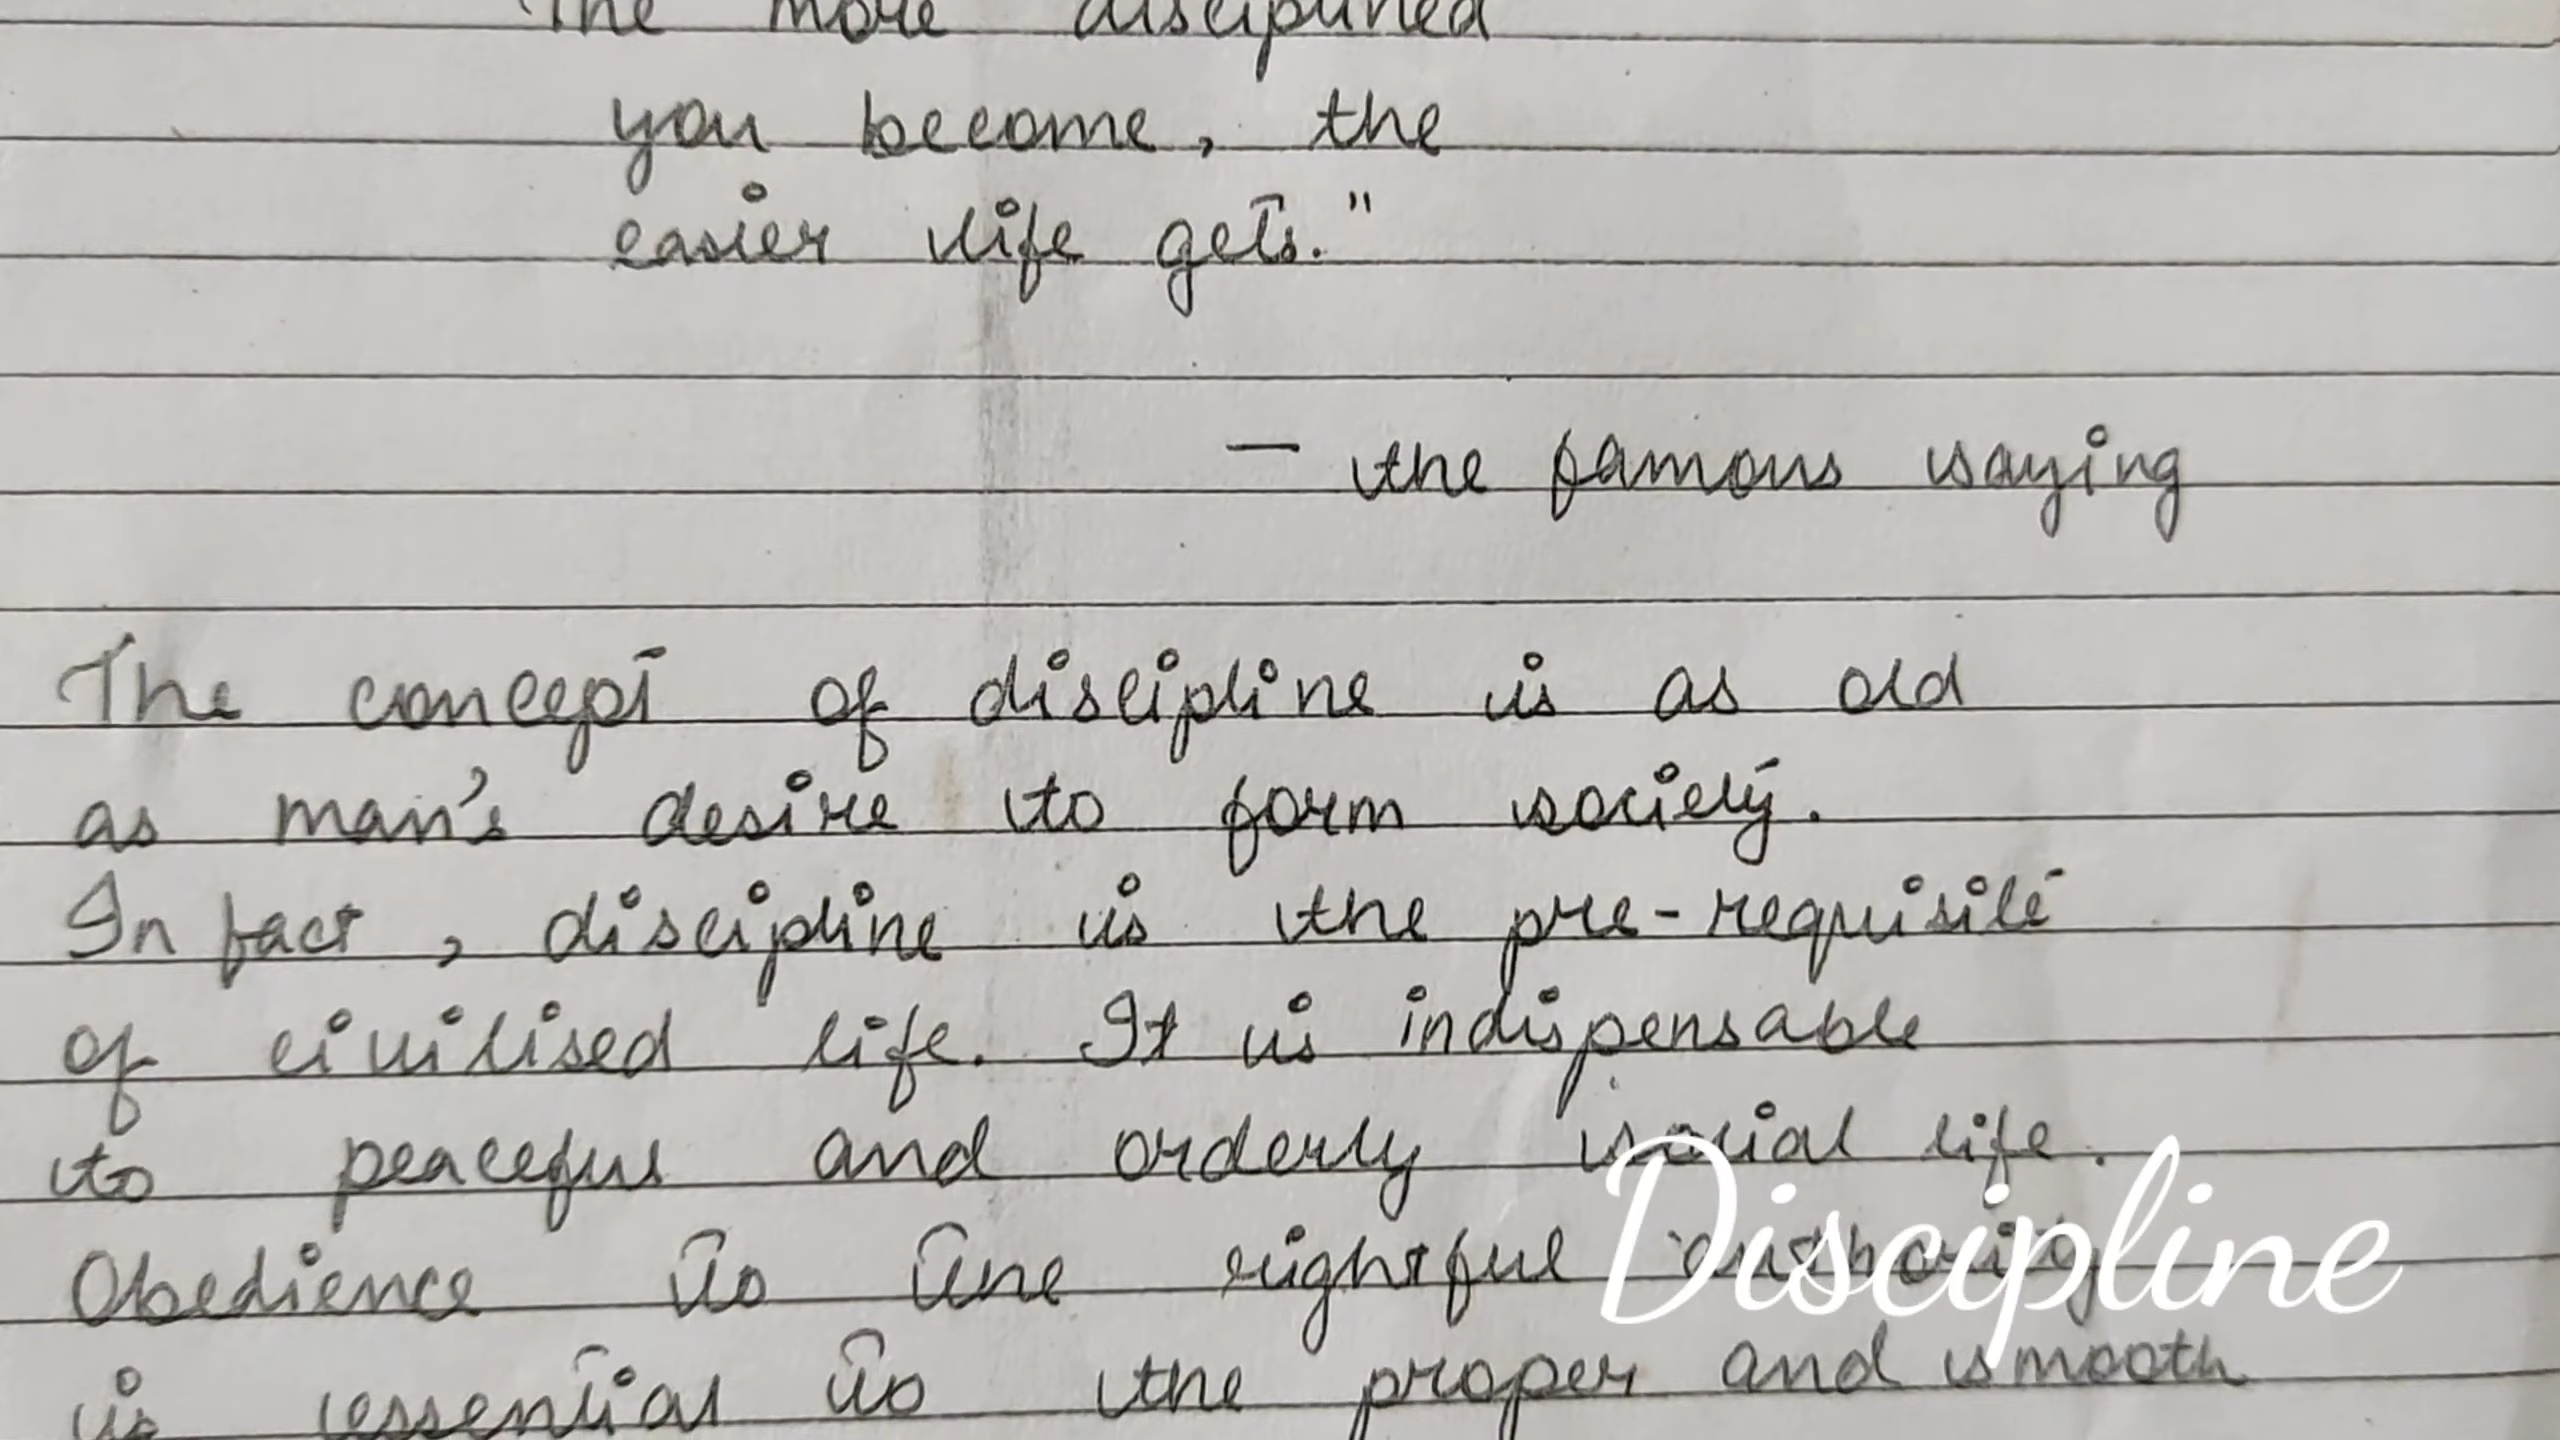 "The more disciplined
you become, the
easier life gets."
— the famous saying
The concept of discipline is as old
as man's desire to form society.
In fact, discipline is the pre-requisite
of civilised life. It is indispensable
to peaceful and orderly social life.
Obedience to the rightful authority
Discipline
is essential to the proper and smooth